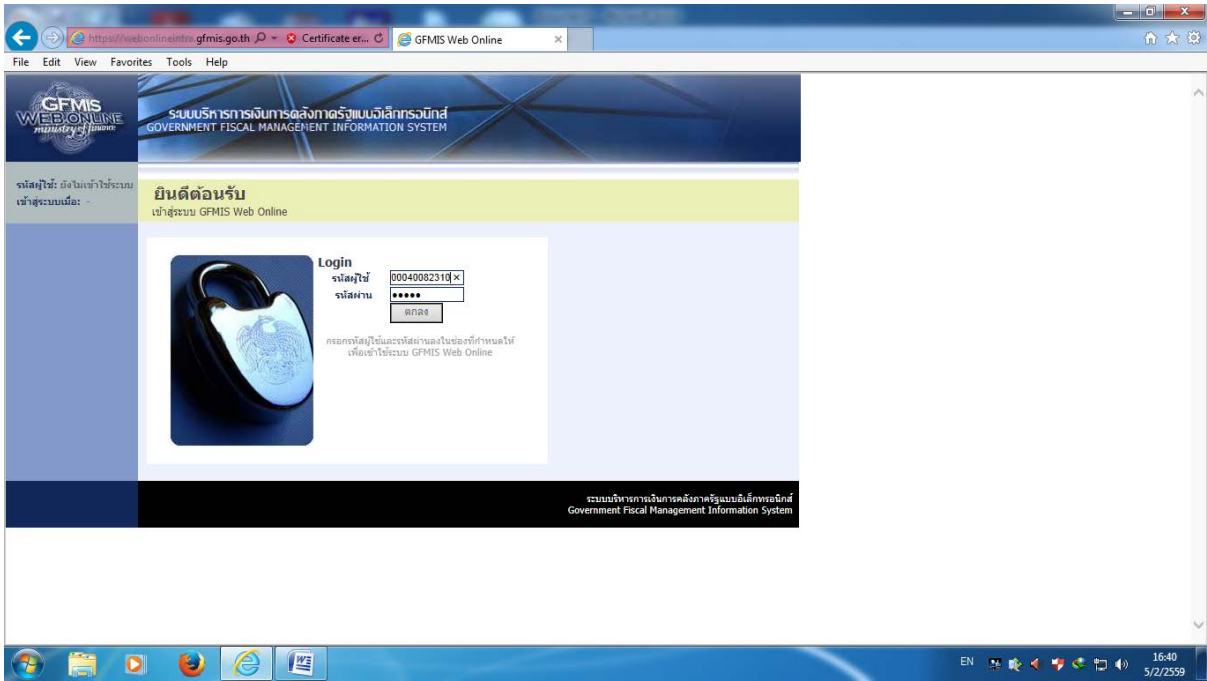 https://webonlineintra.gfmis.go.th
Certificate er...
GFMIS Web Online
File Edit View Favorites Tools Help
GFMIS
WEB ONLINE
ministry of finance
ระบบบริหารการเงินการคลังภาครัฐแบบอิเล็กทรอนิกส์
GOVERNMENT FISCAL MANAGEMENT INFORMATION SYSTEM
รหัสผู้ใช้: ยังไม่เข้าใช้ระบบ
เข้าสู่ระบบเมื่อ: -
ยินดีต้อนรับ
เข้าสู่ระบบ GFMIS Web Online
Login
รหัสผู้ใช้ 00040082310
รหัสผ่าน •••••
ตกลง
กรอกรหัสผู้ใช้และรหัสผ่านลงในช่องที่กำหนดให้
เพื่อเข้าใช้ระบบ GFMIS Web Online
ระบบบริหารการเงินการคลังภาครัฐแบบอิเล็กทรอนิกส์
Government Fiscal Management Information System
EN
16:40
5/2/2559